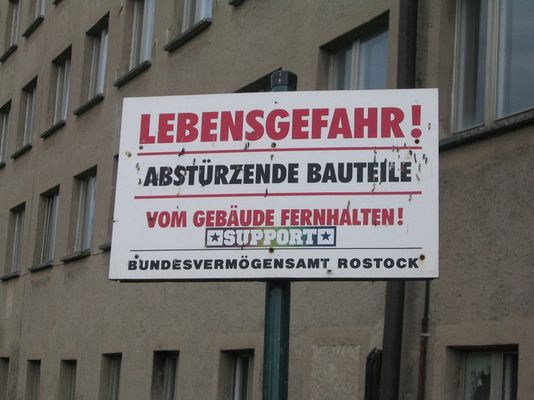 LEBENSGEFAHR!
ABSTÜRZENDE BAUTEILE
VOM GEBÄUDE FERNHALTEN!
★SUPPORT★
BUNDESVERMÖGENSAMT ROSTOCK